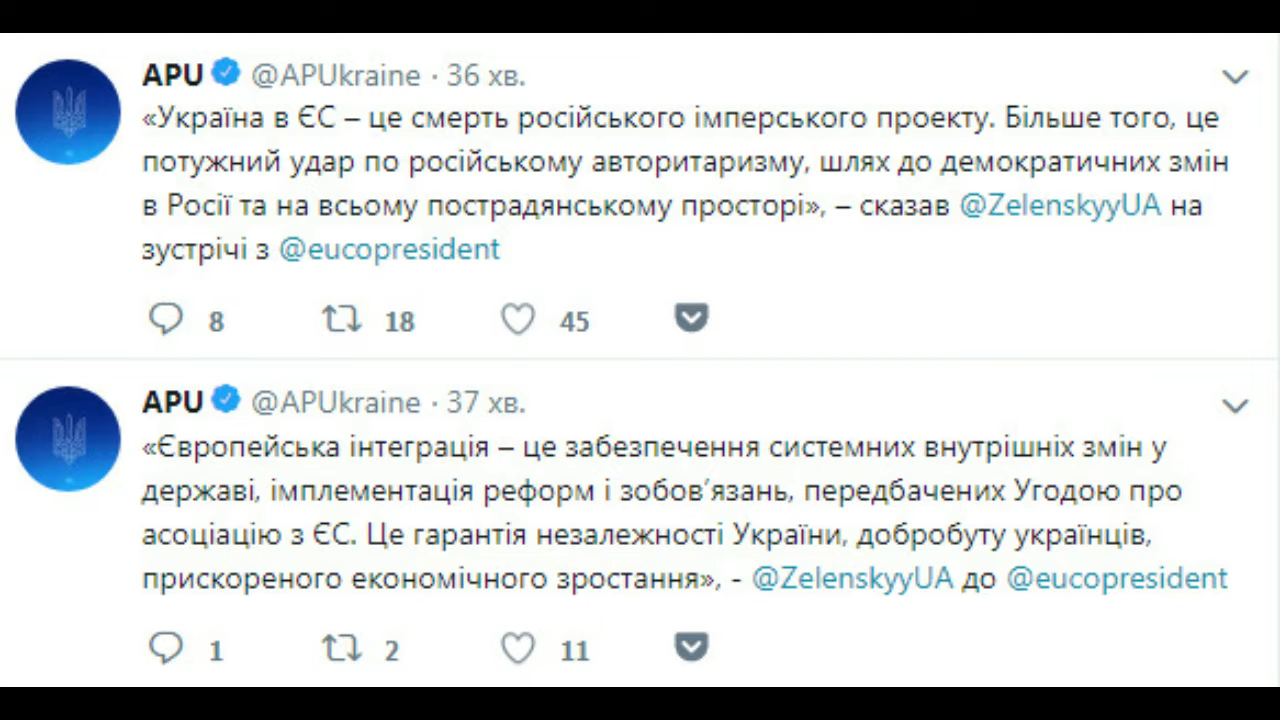 APU @APUkraine · 36 хв.
«Україна в ЄС – це смерть російського імперського проекту. Більше того, це
потужний удар по російському авторитаризму, шлях до демократичних змін
в Росії та на всьому пострадянському просторі», – сказав @ZelenskyyUA на
зустрічі з @eucopresident
8 18 45
APU @APUkraine · 37 хв.
«Європейська інтеграція – це забезпечення системних внутрішніх змін у
державі, імплементація реформ і зобов’язань, передбачених Угодою про
асоціацію з ЄС. Це гарантія незалежності України, добробуту українців,
прискореного економічного зростання», - @ZelenskyyUA до @eucopresident
1 2 11